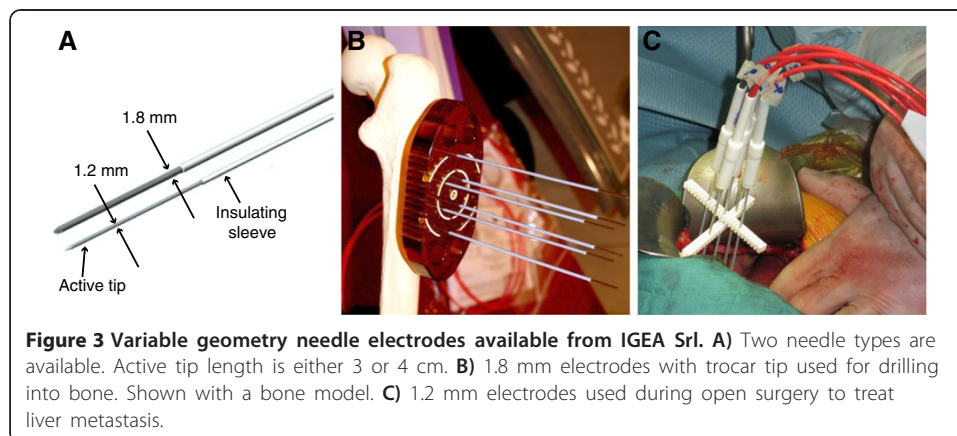 A
B
C
1.8 mm
1.2 mm
Insulating
sleeve
Active tip
Figure 3 Variable geometry needle electrodes available from IGEA Srl. A) Two needle types are
available. Active tip length is either 3 or 4 cm. B) 1.8 mm electrodes with trocar tip used for drilling
into bone. Shown with a bone model. C) 1.2 mm electrodes used during open surgery to treat
liver metastasis.